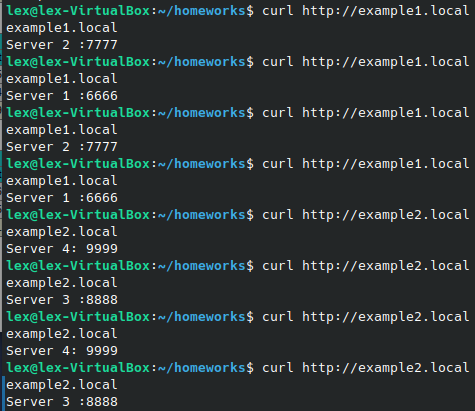 lex@lex-VirtualBox:~/homeworks$ curl http://example1.local
example1.local
Server 2 :7777
lex@lex-VirtualBox:~/homeworks$ curl http://example1.local
example1.local
Server 1 :6666
lex@lex-VirtualBox:~/homeworks$ curl http://example1.local
example1.local
Server 2 :7777
lex@lex-VirtualBox:~/homeworks$ curl http://example1.local
example1.local
Server 1 :6666
lex@lex-VirtualBox:~/homeworks$ curl http://example2.local
example2.local
Server 4: 9999
lex@lex-VirtualBox:~/homeworks$ curl http://example2.local
example2.local
Server 3 :8888
lex@lex-VirtualBox:~/homeworks$ curl http://example2.local
example2.local
Server 4: 9999
lex@lex-VirtualBox:~/homeworks$ curl http://example2.local
example2.local
Server 3 :8888